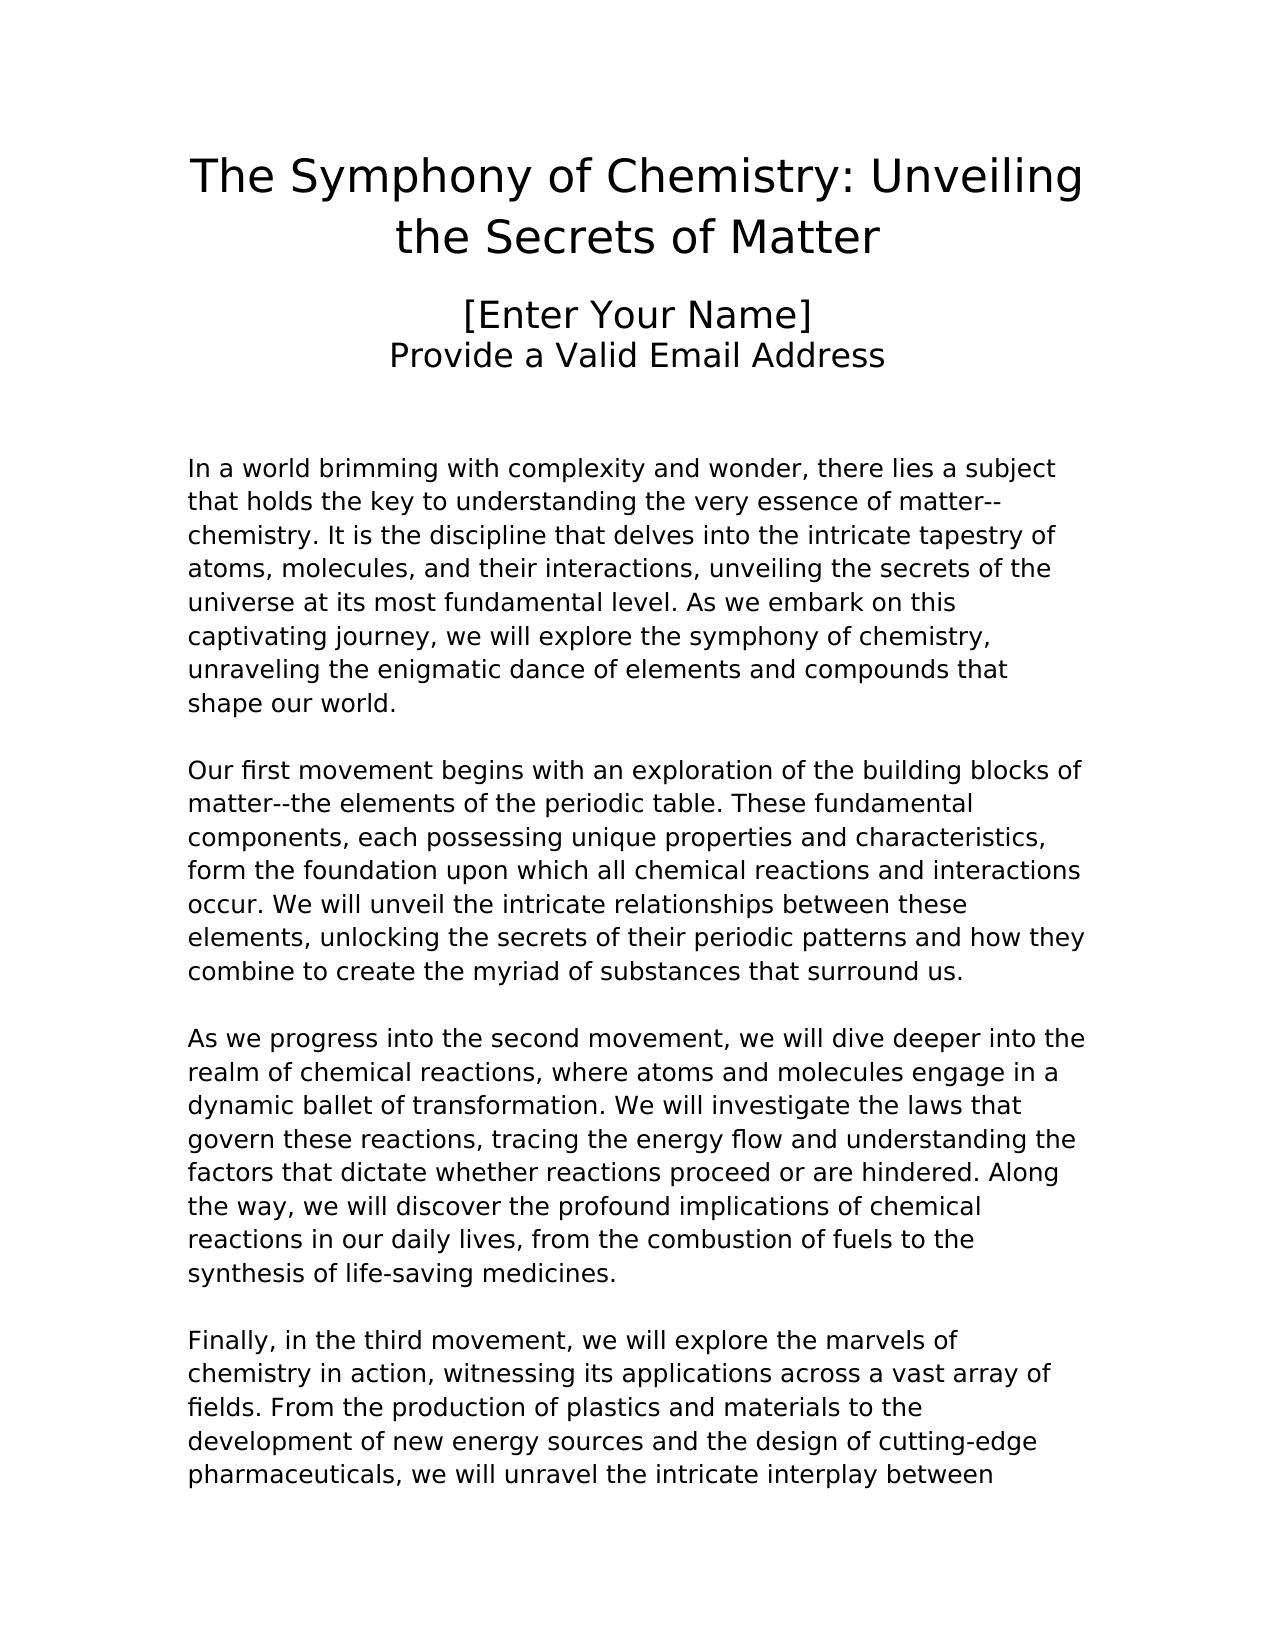 The Symphony of Chemistry: Unveiling
the Secrets of Matter
[Enter Your Name]
Provide a Valid Email Address
In a world brimming with complexity and wonder, there lies a subject
that holds the key to understanding the very essence of matter--
chemistry. It is the discipline that delves into the intricate tapestry of
atoms, molecules, and their interactions, unveiling the secrets of the
universe at its most fundamental level. As we embark on this
captivating journey, we will explore the symphony of chemistry,
unraveling the enigmatic dance of elements and compounds that
shape our world.
Our first movement begins with an exploration of the building blocks of
matter--the elements of the periodic table. These fundamental
components, each possessing unique properties and characteristics,
form the foundation upon which all chemical reactions and interactions
occur. We will unveil the intricate relationships between these
elements, unlocking the secrets of their periodic patterns and how they
combine to create the myriad of substances that surround us.
As we progress into the second movement, we will dive deeper into the
realm of chemical reactions, where atoms and molecules engage in a
dynamic ballet of transformation. We will investigate the laws that
govern these reactions, tracing the energy flow and understanding the
factors that dictate whether reactions proceed or are hindered. Along
the way, we will discover the profound implications of chemical
reactions in our daily lives, from the combustion of fuels to the
synthesis of life-saving medicines.
Finally, in the third movement, we will explore the marvels of
chemistry in action, witnessing its applications across a vast array of
fields. From the production of plastics and materials to the
development of new energy sources and the design of cutting-edge
pharmaceuticals, we will unravel the intricate interplay between